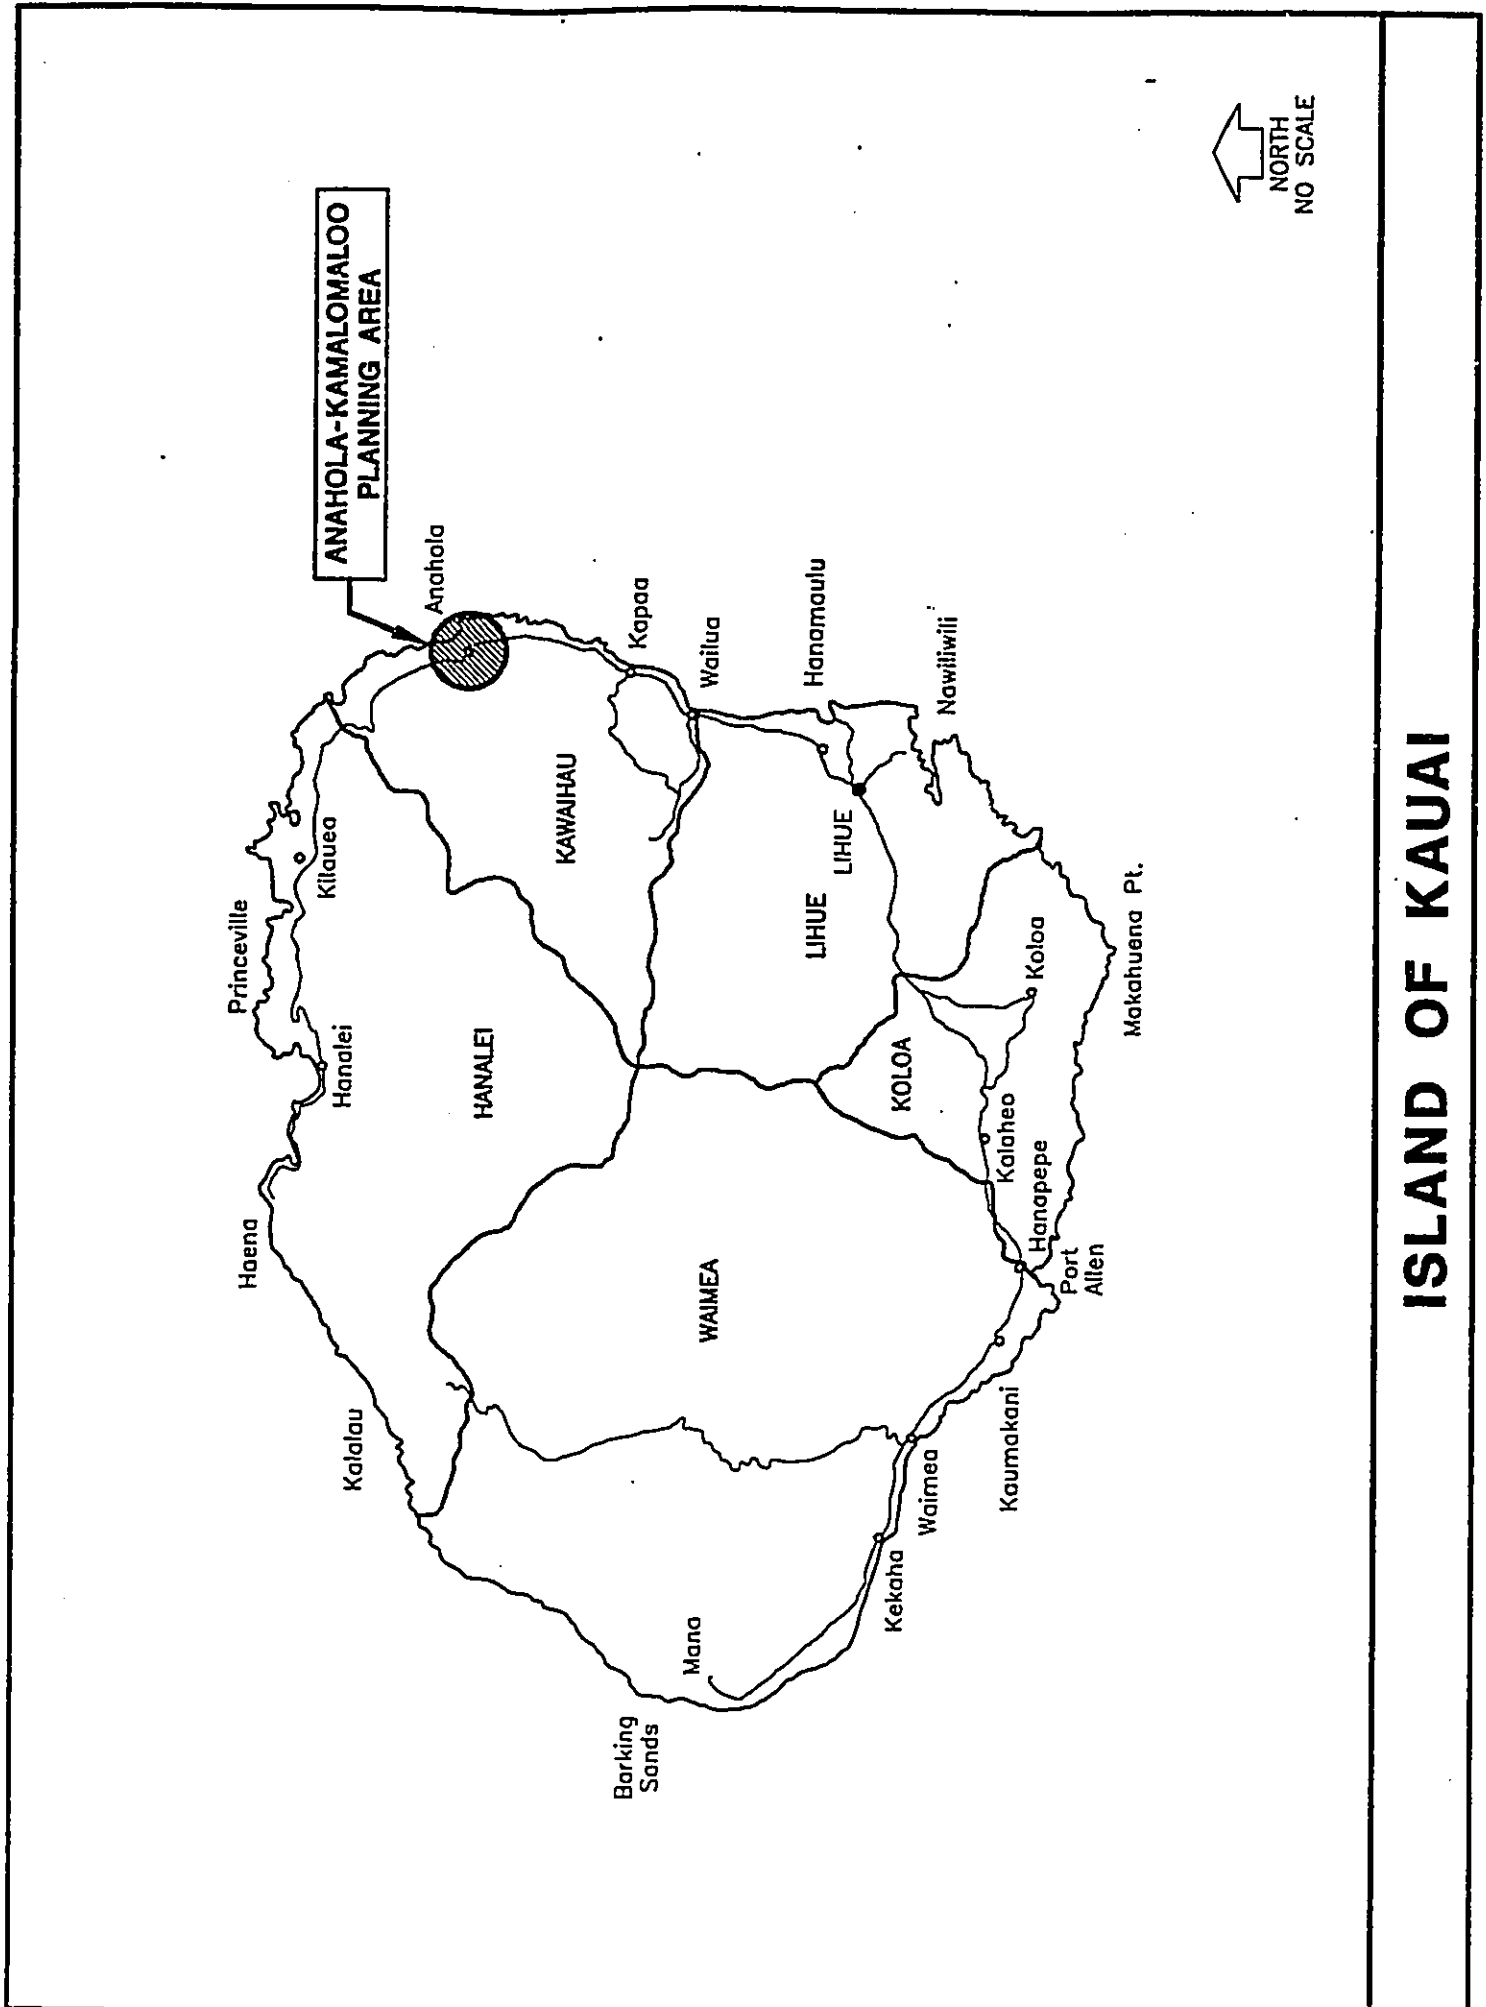 ANAHOLA-KAMALOMALOO
PLANNING AREA
Princeville
Haena
Hanalei
Kilauea
Anahola
Kalalau
HANALEI
KAWAIHAU
Kapaa
Barking
Sands
Mana
WAIMEA
Wailua
LIHUE
LIHUE
Hanamaulu
Kekaha
Waimea
KOLOA
Nawiliwili
Kaumakani
Kalaheo
Koloa
Hanapepe
Port
Allen
Makahuena Pt.
NORTH
NO SCALE
ISLAND OF KAUAI